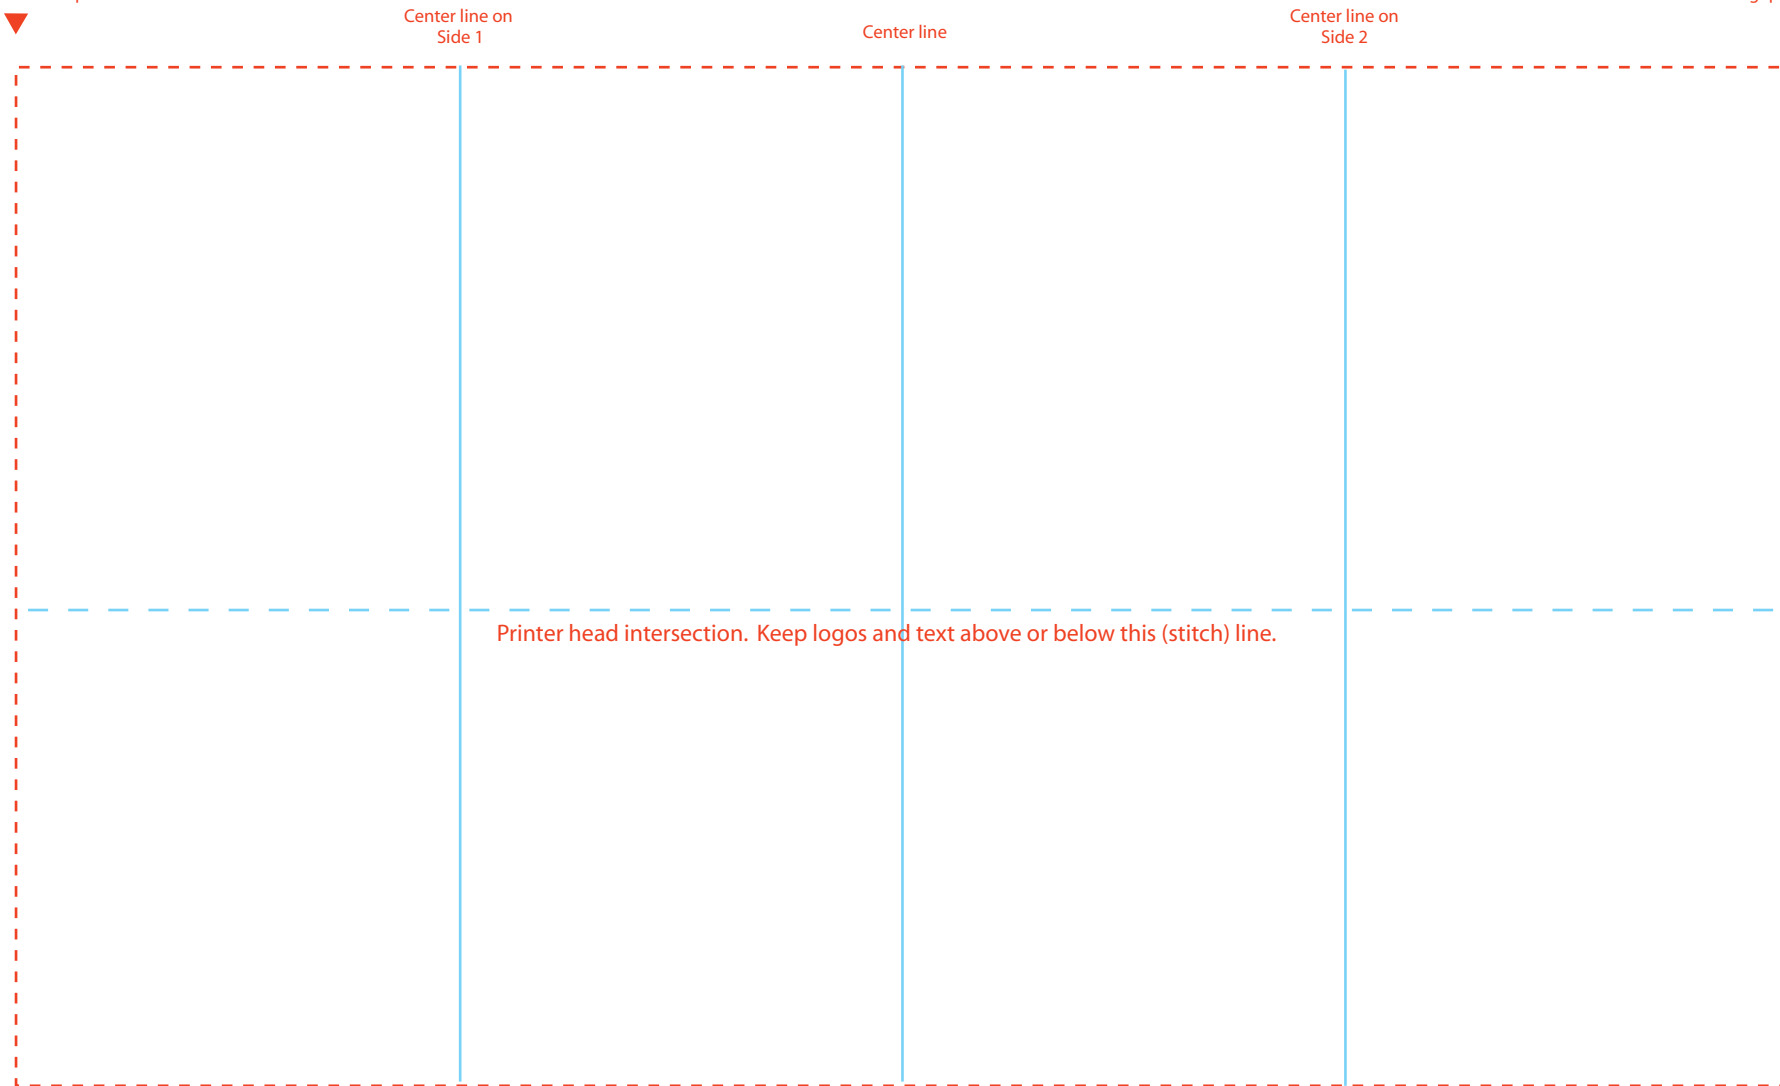 Center line on
Side 1
Center line
Center line on
Side 2
Printer head intersection.  Keep logos and text above or below this (stitch) line.